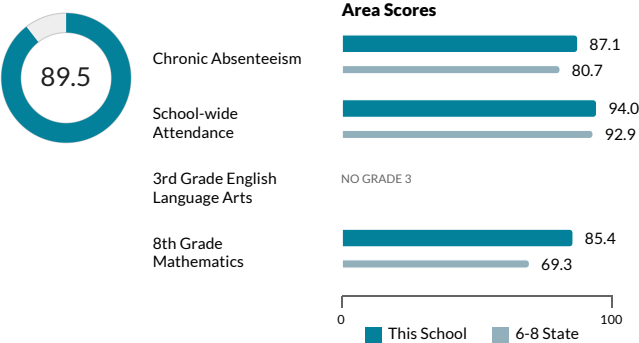 Area Scores
89.5
Chronic Absenteeism
87.1
80.7
School-wide
Attendance
94.0
92.9
3rd Grade English
Language Arts
NO GRADE 3
8th Grade
Mathematics
85.4
69.3
0
100
This School
6-8 State